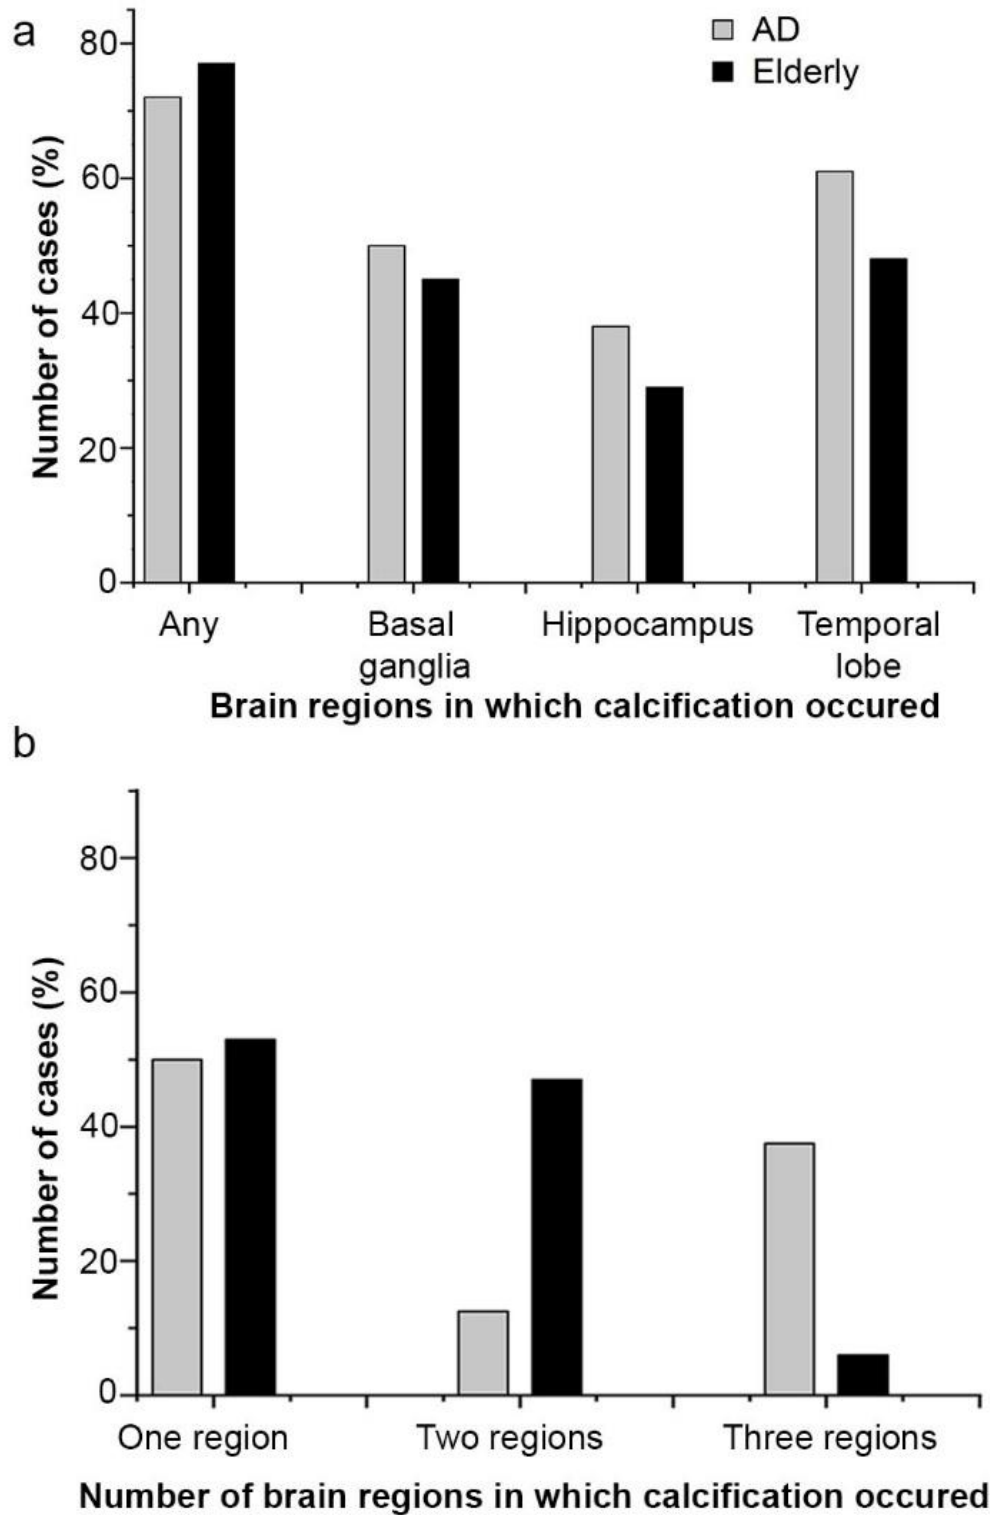 a
AD
Elderly
80
60
40
20
0
Number of cases (%)
Any
Basal
ganglia
Hippocampus
Temporal
lobe
Brain regions in which calcification occured
b
80
60
40
20
0
Number of cases (%)
One region
Two regions
Three regions
Number of brain regions in which calcification occured